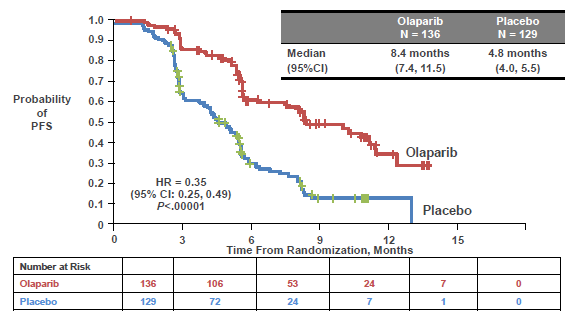 Olaparib Placebo
N = 136 N = 129
Median 8.4 months 4.8 months
(95%CI) (7.4, 11.5) (4.0, 5.5)
Probability
of
PFS
1.0
0.9
0.8
0.7
0.6
0.5
0.4
0.3
0.2
0.1
0
Olaparib
Placebo
HR = 0.35
(95% CI: 0.25, 0.49)
P<.00001
0 3 6 9 12 15
Time From Randomization, Months
Number at Risk
Olaparib 136 106 53 24 7 0
Placebo 129 72 24 7 1 0